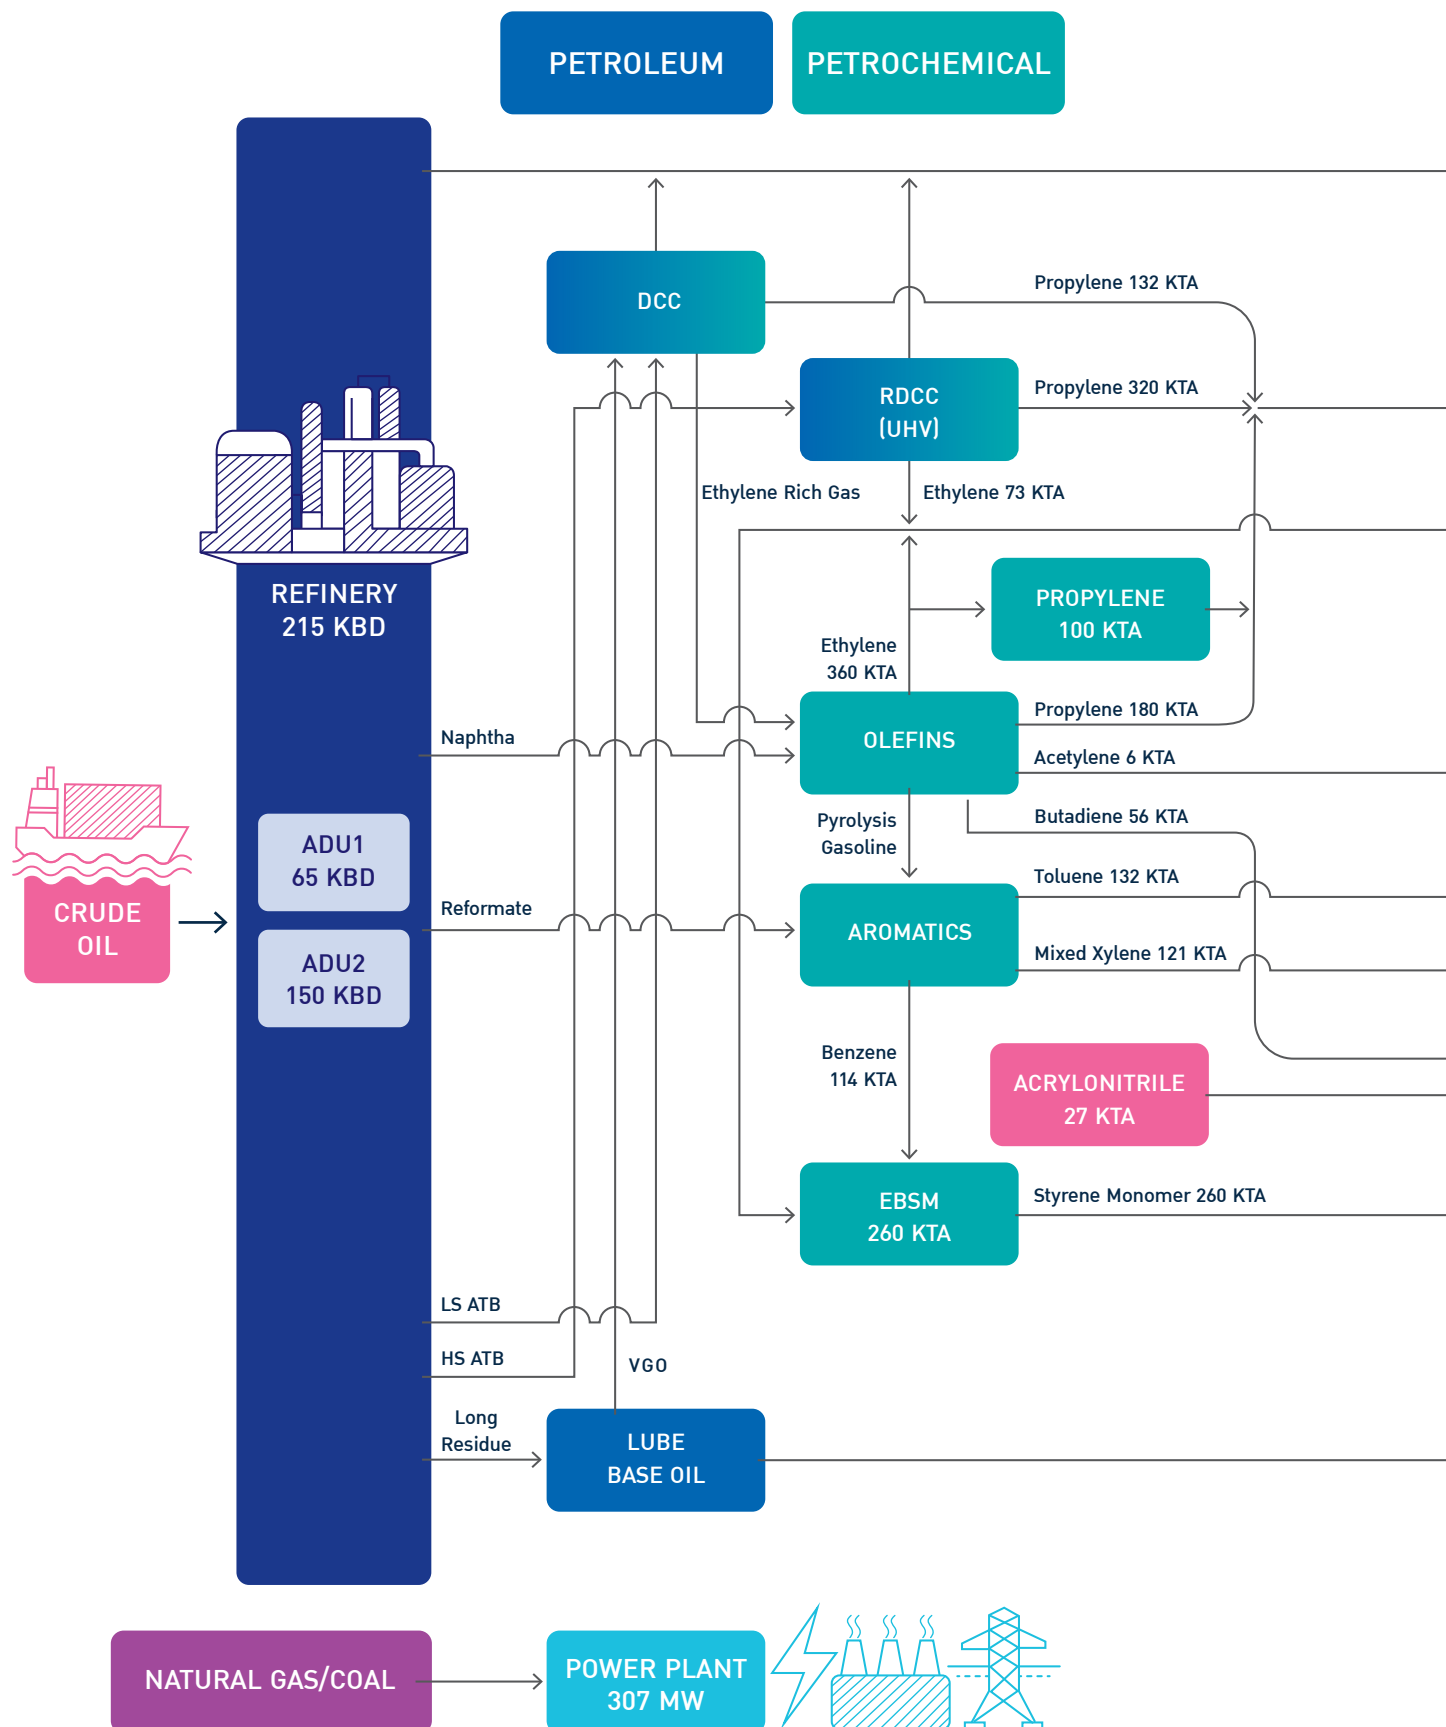 PETROLEUM
PETROCHEMICAL
DCC
Propylene 132 KTA
RDCC
(UHV)
Propylene 320 KTA
Ethylene Rich Gas
Ethylene 73 KTA
REFINERY
215 KBD
PROPYLENE
100 KTA
Ethylene
360 KTA
OLEFINS
Propylene 180 KTA
Naphtha
Acetylene 6 KTA
Butadiene 56 KTA
Pyrolysis
Gasoline
ADU1
65 KBD
Toluene 132 KTA
CRUDE
OIL
Reformate
AROMATICS
Mixed Xylene 121 KTA
ADU2
150 KBD
Benzene
114 KTA
ACRYLONITRILE
27 KTA
EBSM
260 KTA
Styrene Monomer 260 KTA
LS ATB
HS ATB
VGO
Long
Residue
LUBE
BASE OIL
NATURAL GAS/COAL
POWER PLANT
307 MW